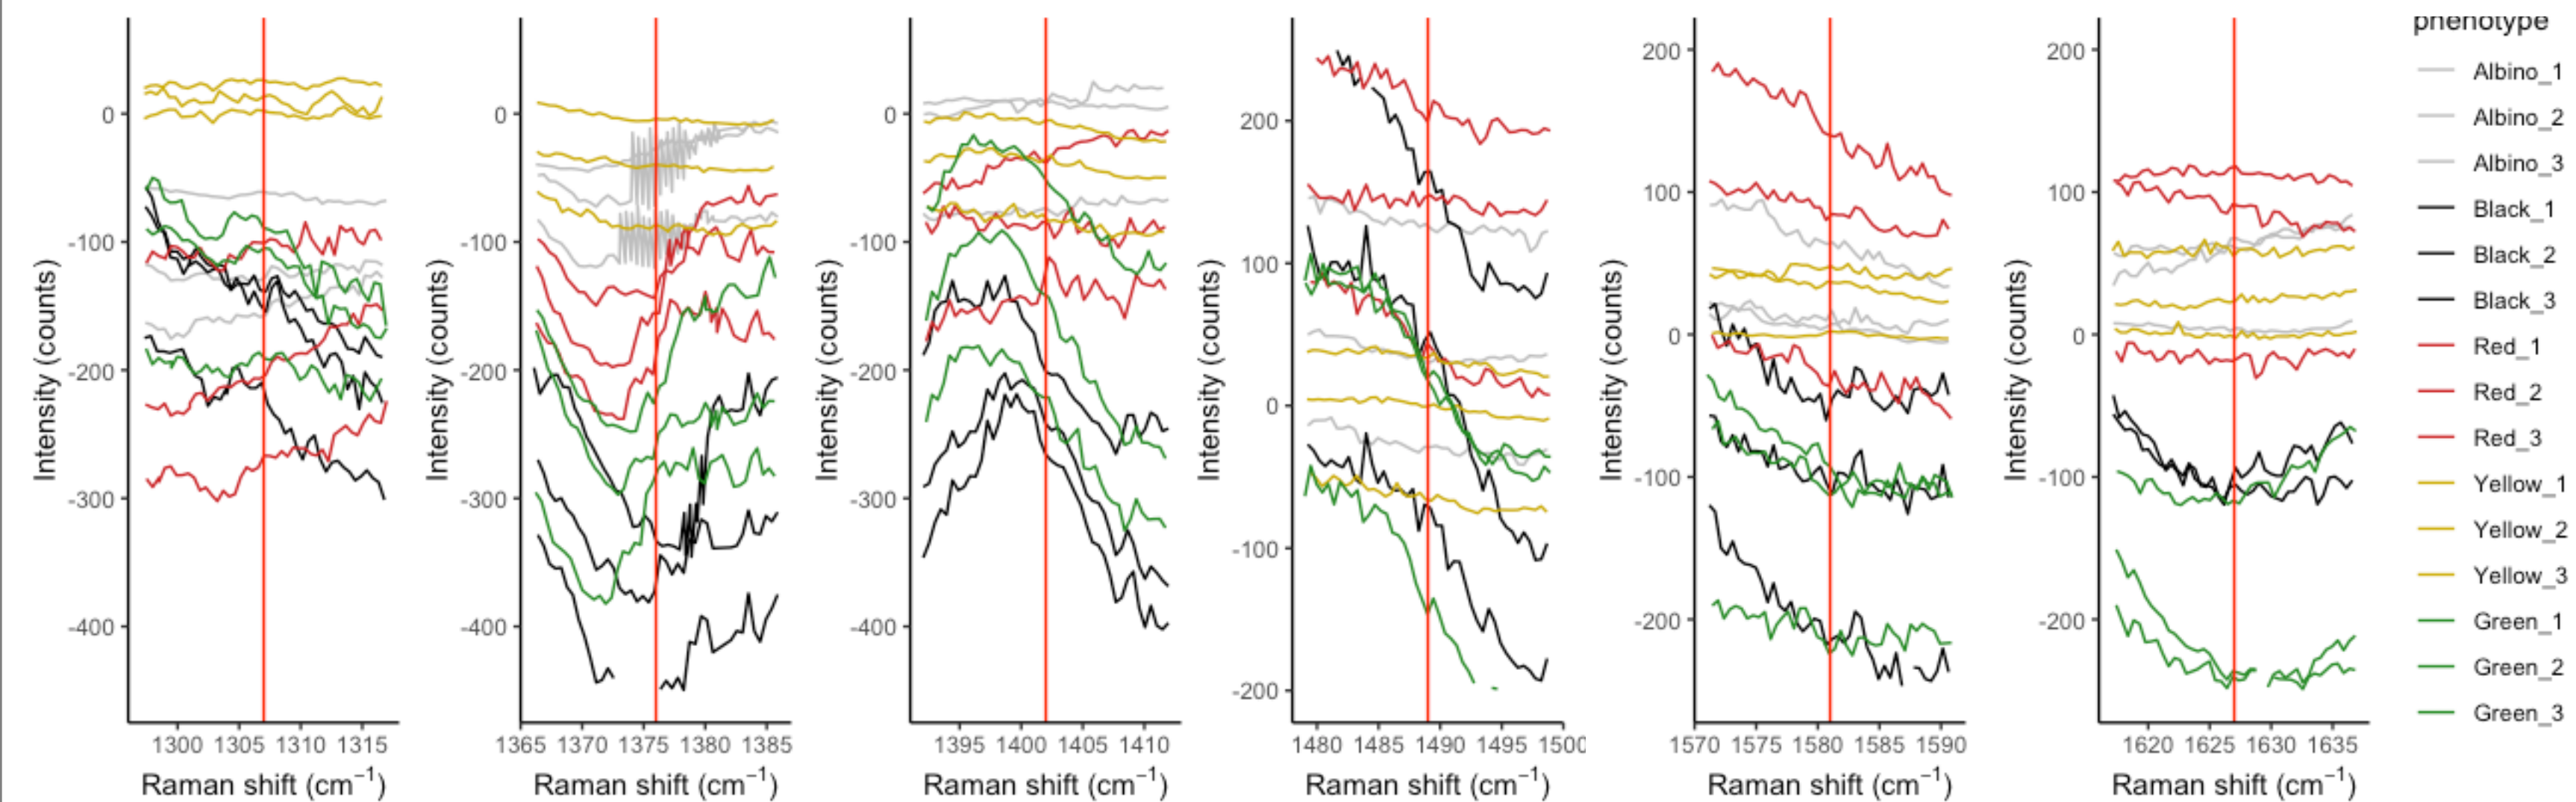 phenotype
Albino_1
Albino_2
Albino_3
Black_1
Black_2
Black_3
Red_1
Red_2
Red_3
Yellow_1
Yellow_2
Yellow_3
Green_1
Green_2
Green_3
Intensity (counts)
0
-100
-200
-300
-400
1300 1305 1310 1315
Raman shift (cm⁻¹)
Intensity (counts)
0
-100
-200
-300
-400
1365 1370 1375 1380 1385
Raman shift (cm⁻¹)
Intensity (counts)
0
-100
-200
-300
-400
1395 1400 1405 1410
Raman shift (cm⁻¹)
Intensity (counts)
200
100
0
-100
-200
1480 1485 1490 1495 1500
Raman shift (cm⁻¹)
Intensity (counts)
200
100
0
-100
-200
1570 1575 1580 1585 1590
Raman shift (cm⁻¹)
Intensity (counts)
200
100
0
-100
-200
1620 1625 1630 1635
Raman shift (cm⁻¹)